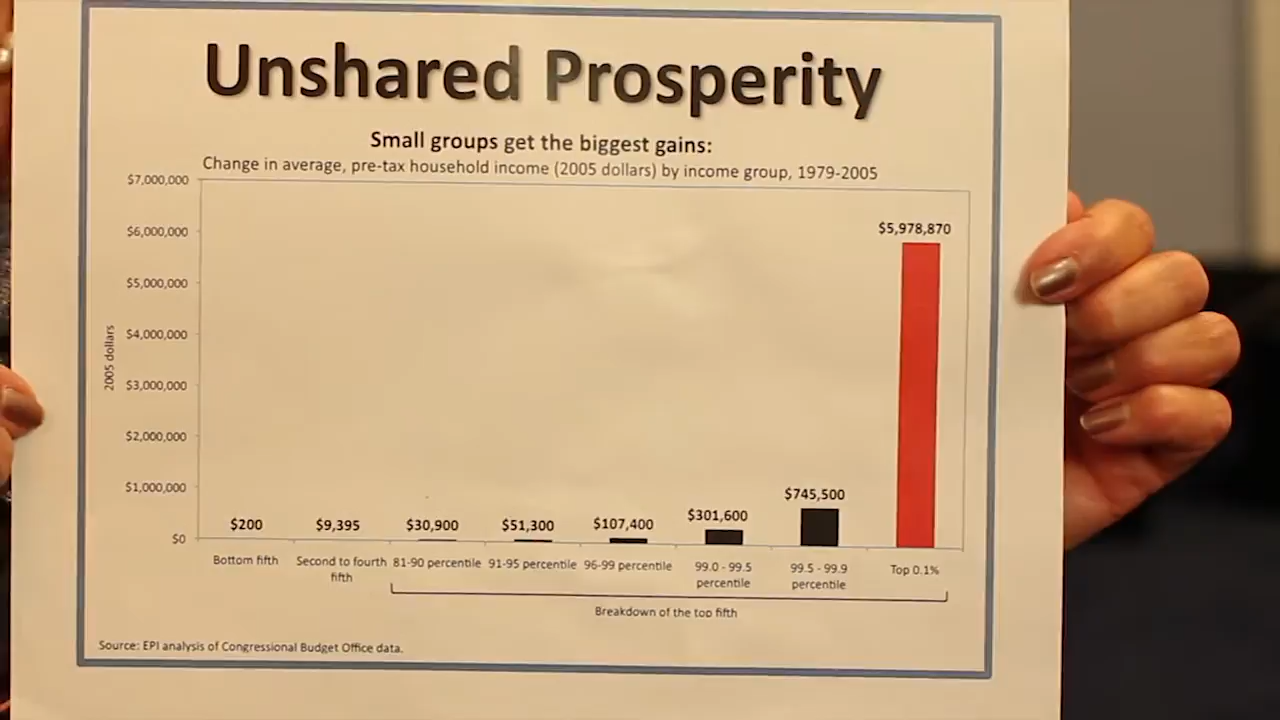 Unshared Prosperity
Small groups get the biggest gains:
Change in average, pre-tax household income (2005 dollars) by income group, 1979-2005
$7,000,000
$6,000,000
$5,000,000
$4,000,000
$3,000,000
$2,000,000
$1,000,000
$0
2005 dollars
$200
$9,395
$30,900
$51,300
$107,400
$301,600
$745,500
$5,978,870
Bottom fifth
Second to fourth
fifth
81-90 percentile
91-95 percentile
96-99 percentile
99.0 - 99.5
percentile
99.5 - 99.9
percentile
Top 0.1%
Breakdown of the top fifth
Source: EPI analysis of Congressional Budget Office data.